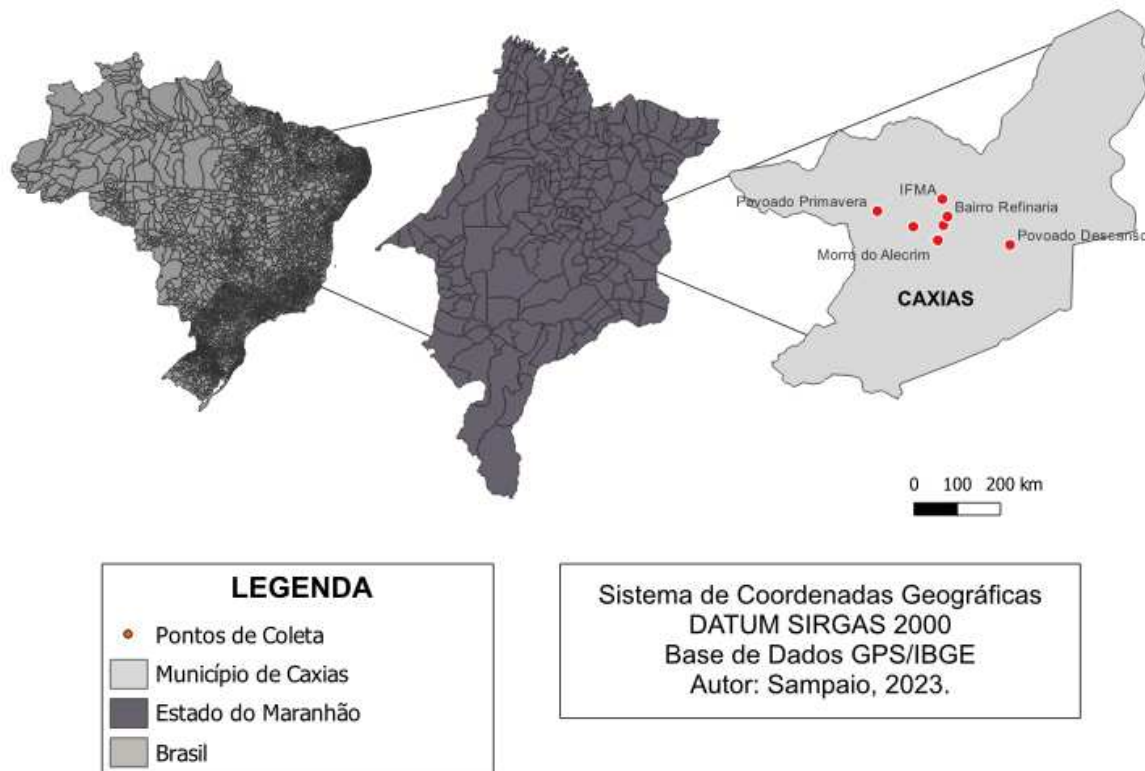 IFMA
Povoado Primavera
Bairro Refinaria
Povoado Descanso
Morro do Alecrim
CAXIAS
0 100 200 km
LEGENDA
Pontos de Coleta
Município de Caxias
Estado do Maranhão
Brasil
Sistema de Coordenadas Geográficas
DATUM SIRGAS 2000
Base de Dados GPS/IBGE
Autor: Sampaio, 2023.